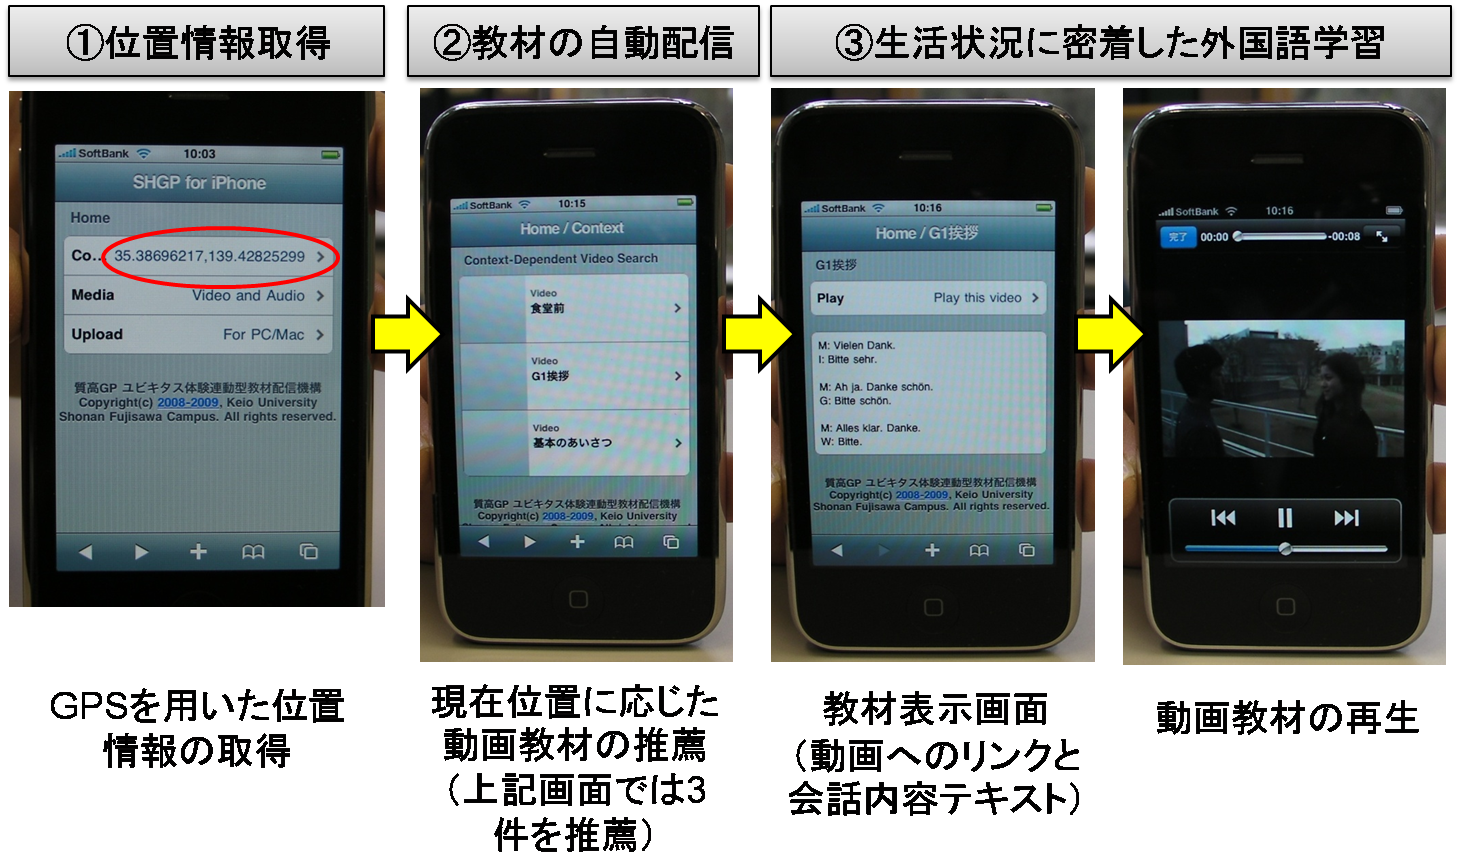 ①位置情報取得
②教材の自動配信
③生活状況に密着した外国語学習
SoftBank 10:03
SHGP for iPhone
Home
Co... 35.38696217,139.42825299
Media Video and Audio
Upload For PC/Mac
質高GP ユビキタス体験連動型教材配信機構
Copyright(c) 2008-2009, Keio University
Shonan Fujisawa Campus. All rights reserved.
SoftBank 10:15
Home / Context
Context-Dependent Video Search
Video
食堂前
Video
G1挨拶
Video
基本のあいさつ
質高GP ユビキタス体験連動型教材配信機構
Copyright(c) 2008-2009, Keio University
SoftBank 10:16
Home / G1挨拶
G1挨拶
Play Play this video
M: Vielen Dank.
I: Bitte sehr.
M: Ah ja. Danke schön.
G: Bitte schön.
M: Alles klar. Danke.
W: Bitte.
質高GP ユビキタス体験連動型教材配信機構
Copyright(c) 2008-2009, Keio University
Shonan Fujisawa Campus. All rights reserved.
SoftBank 10:16
完了 00:00 -00:08
GPSを用いた位置
情報の取得
現在位置に応じた
動画教材の推薦
（上記画面では3
件を推薦）
教材表示画面
（動画へのリンクと
会話内容テキスト）
動画教材の再生